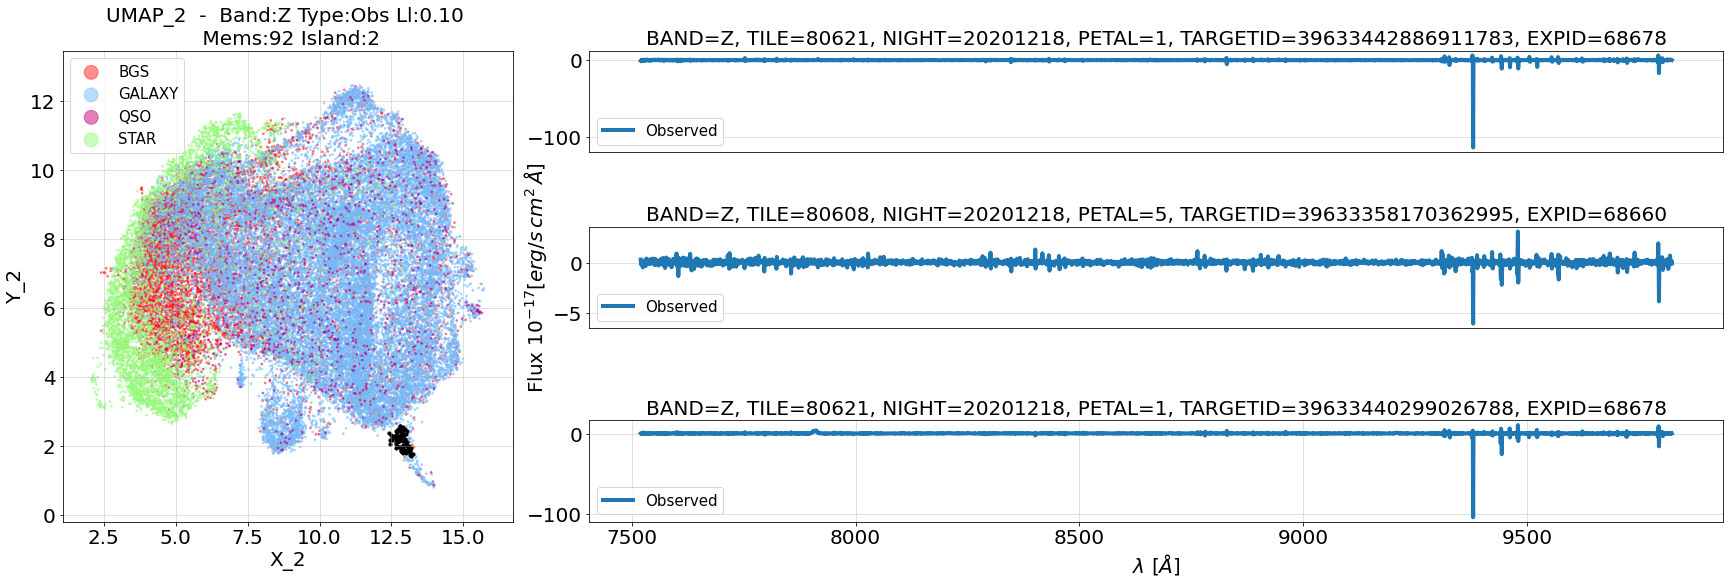 UMAP_2  -  Band:Z Type:Obs Ll:0.10
Mems:92 Island:2
BGS
GALAXY
QSO
STAR
12
10
8
6
4
2
0
2.5 5.0 7.5 10.0 12.5 15.0
X_2
Y_2
BAND=Z, TILE=80621, NIGHT=20201218, PETAL=1, TARGETID=39633442886911783, EXPID=68678
0
−100
Observed
BAND=Z, TILE=80608, NIGHT=20201218, PETAL=5, TARGETID=39633358170362995, EXPID=68660
0
−5
Observed
Flux 10⁻¹⁷[erg/s cm² Å]
BAND=Z, TILE=80621, NIGHT=20201218, PETAL=1, TARGETID=39633440299026788, EXPID=68678
0
−100
Observed
7500 8000 8500 9000 9500
λ [Å]